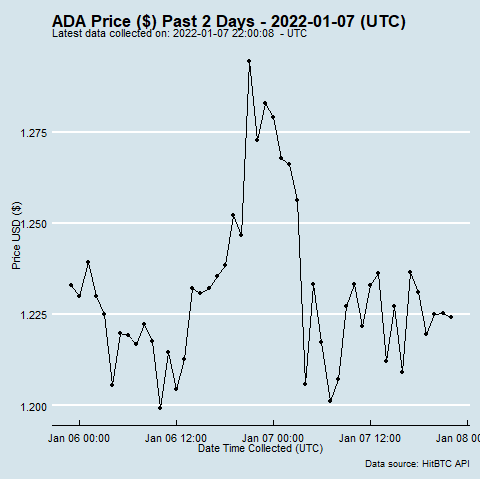 ADA Price ($) Past 2 Days - 2022-01-07 (UTC)
Latest data collected on: 2022-01-07 22:00:08 - UTC
Price USD ($)
1.275
1.250
1.225
1.200
Jan 06 00:00 Jan 06 12:00 Jan 07 00:00 Jan 07 12:00 Jan 08 0
Date Time Collected (UTC)
Data source: HitBTC API